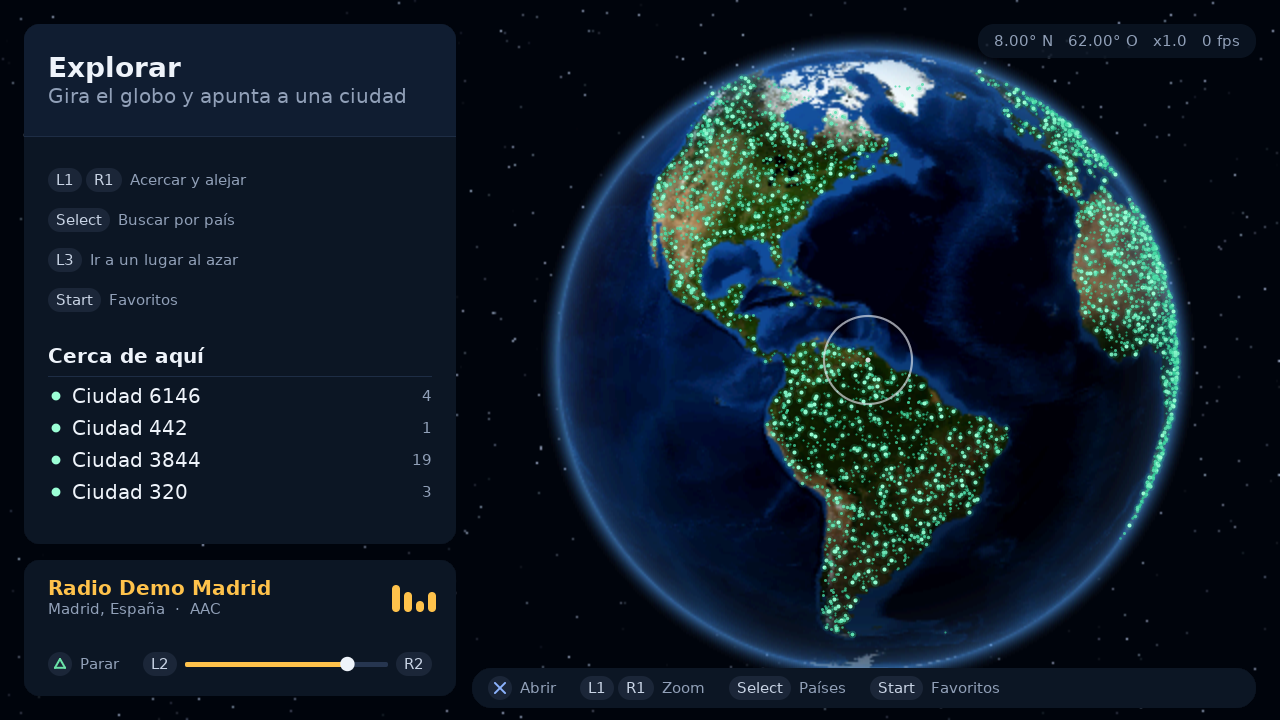 Explorar
Gira el globo y apunta a una ciudad
L1 R1 Acercar y alejar
Select Buscar por país
L3 Ir a un lugar al azar
Start Favoritos
Cerca de aquí
Ciudad 6146 4
Ciudad 442 1
Ciudad 3844 19
Ciudad 320 3
Radio Demo Madrid
Madrid, España · AAC
Parar L2 R2
8.00° N 62.00° O x1.0 0 fps
Abrir L1 R1 Zoom Select Países Start Favoritos